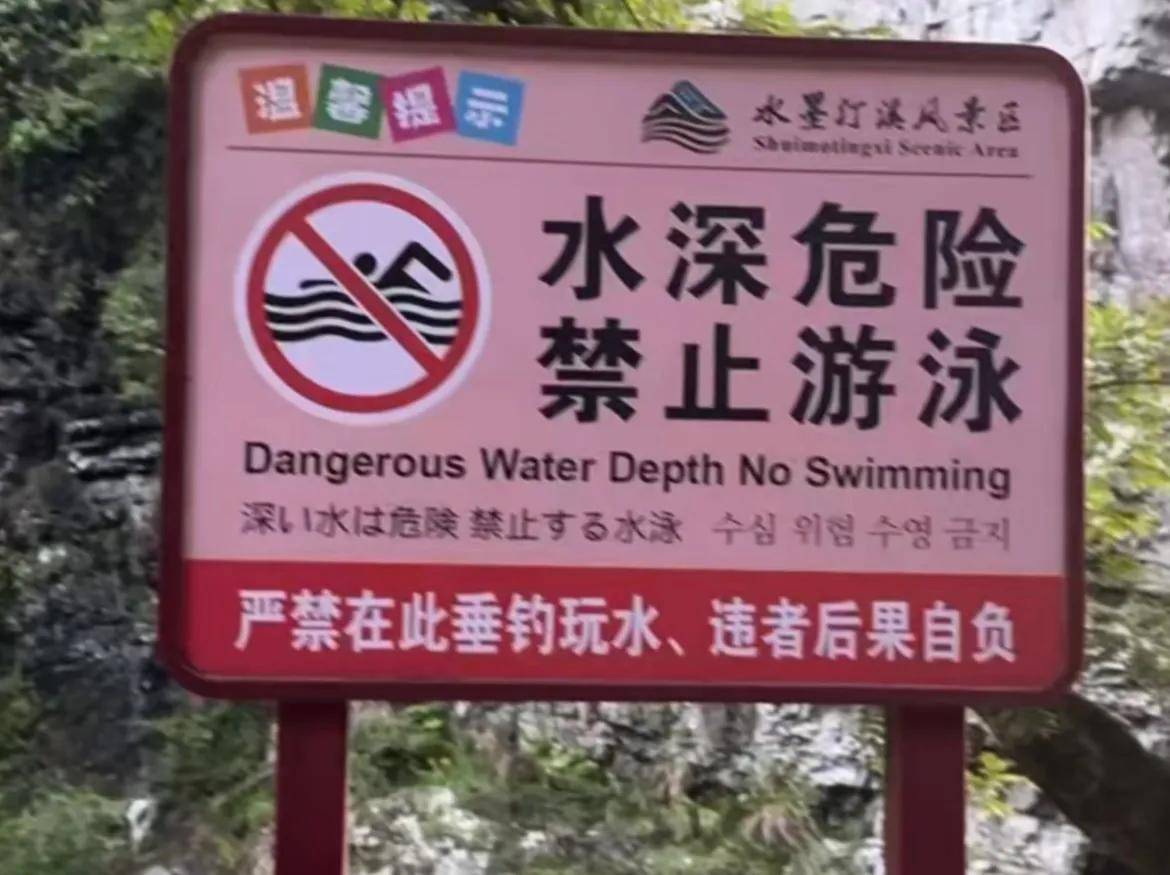 温馨提示
水墨汀溪风景区
Shuimotingxi Scenic Area
水深危险
禁止游泳
Dangerous Water Depth No Swimming
深い水は危険 禁止する水泳 수심 위험 수영 금지
严禁在此垂钓玩水、违者后果自负